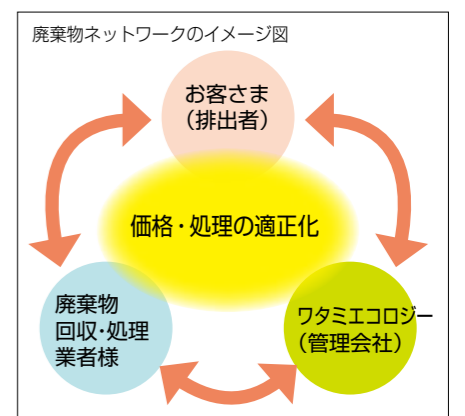 廃棄物ネットワークのイメージ図
お客さま
（排出者）
価格・処理の適正化
廃棄物
回収・処理
業者様
ワタミエコロジー
（管理会社）